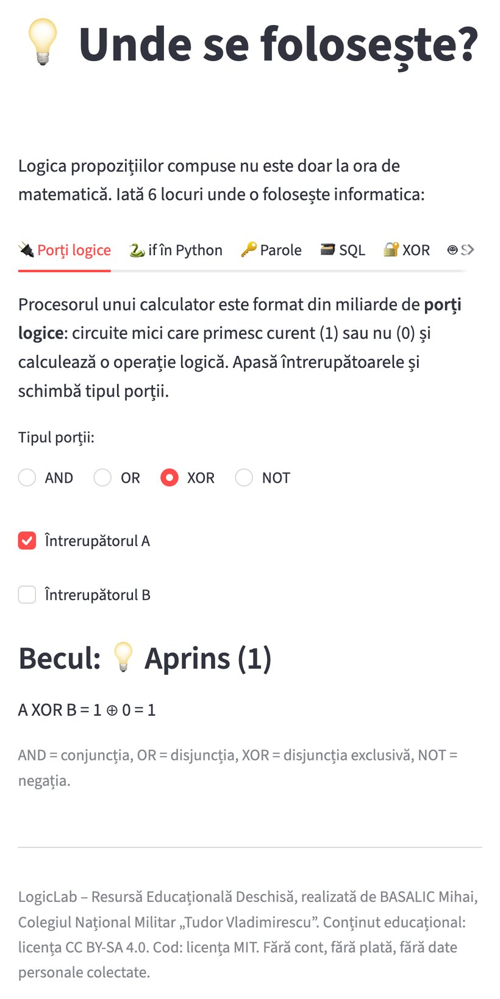 💡 Unde se folosește?
Logica propozițiilor compuse nu este doar la ora de
matematică. Iată 6 locuri unde o folosește informatica:
🔌 Porți logice 🐍 if în Python 🔑 Parole 🗃️ SQL 🔐 XOR
Procesorul unui calculator este format din miliarde de porți
logice: circuite mici care primesc curent (1) sau nu (0) și
calculează o operație logică. Apasă întrerupătoarele și
schimbă tipul porții.
Tipul porții:
AND OR XOR NOT
Întrerupătorul A
Întrerupătorul B
Becul: 💡 Aprins (1)
A XOR B = 1 ⊕ 0 = 1
AND = conjuncția, OR = disjuncția, XOR = disjuncția exclusivă, NOT =
negația.
LogicLab – Resursă Educațională Deschisă, realizată de BASALIC Mihai,
Colegiul Național Militar „Tudor Vladimirescu”. Conținut educațional:
licența CC BY-SA 4.0. Cod: licența MIT. Fără cont, fără plată, fără date
personale colectate.